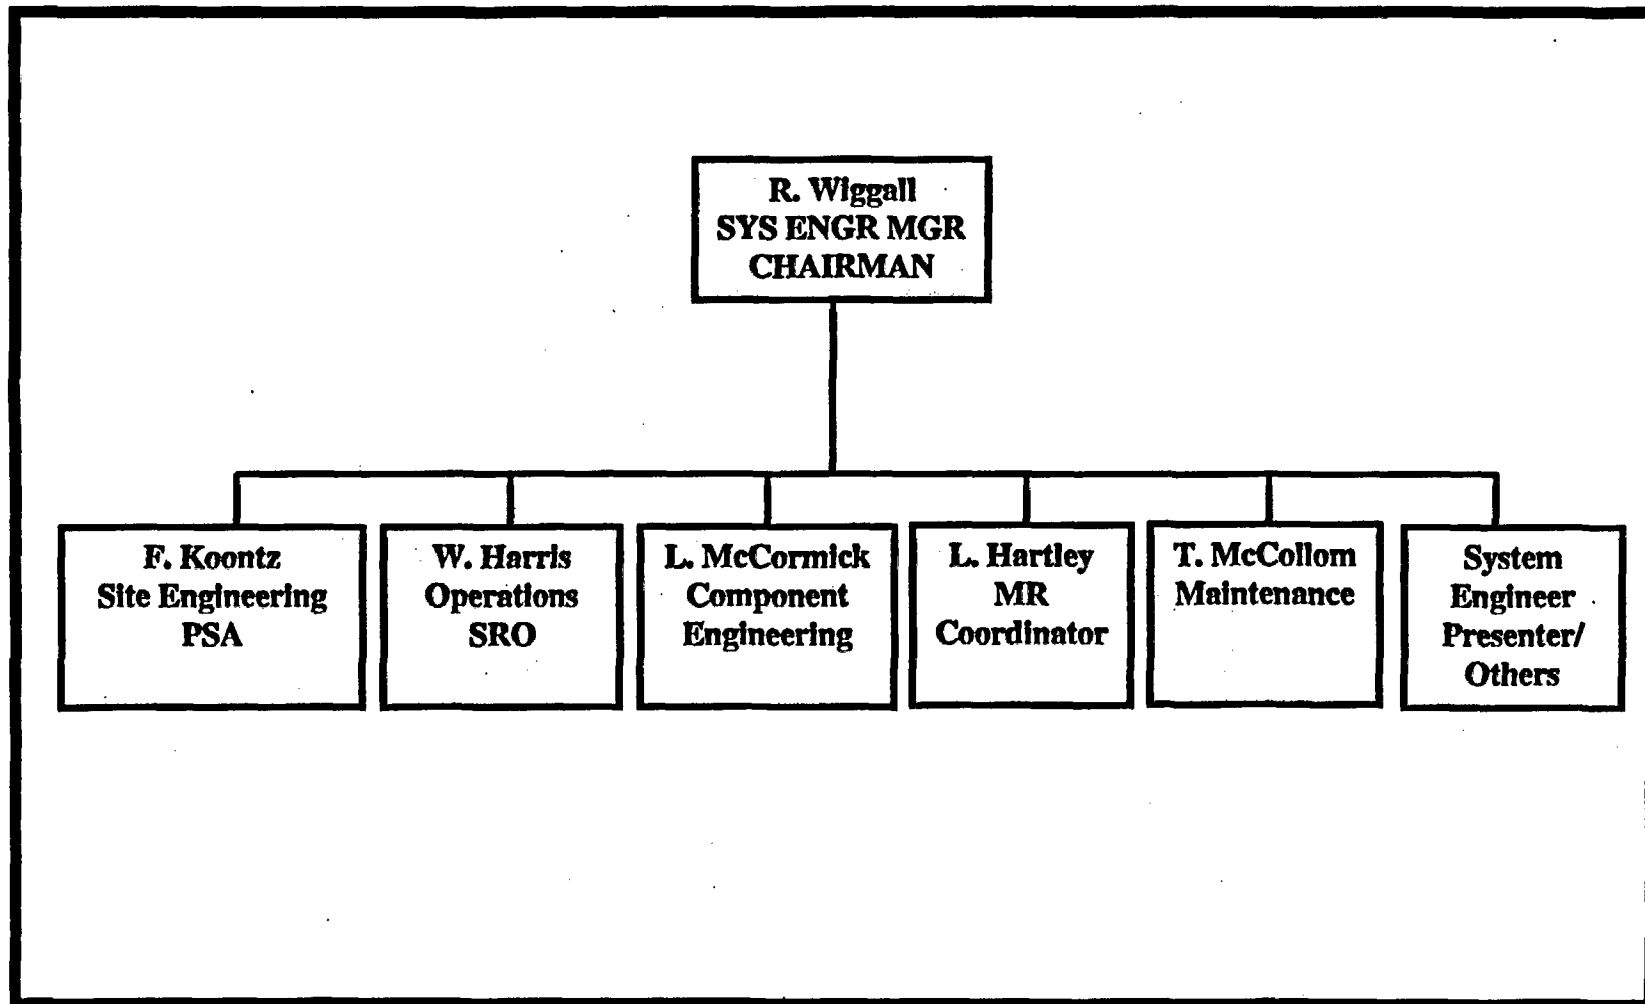 R. Wiggall
SYS ENGR MGR
CHAIRMAN
F. Koontz
Site Engineering
PSA
W. Harris
Operations
SRO
L. McCormick
Component
Engineering
L. Hartley
MR
Coordinator
T. McCollom
Maintenance
System
Engineer
Presenter/
Others